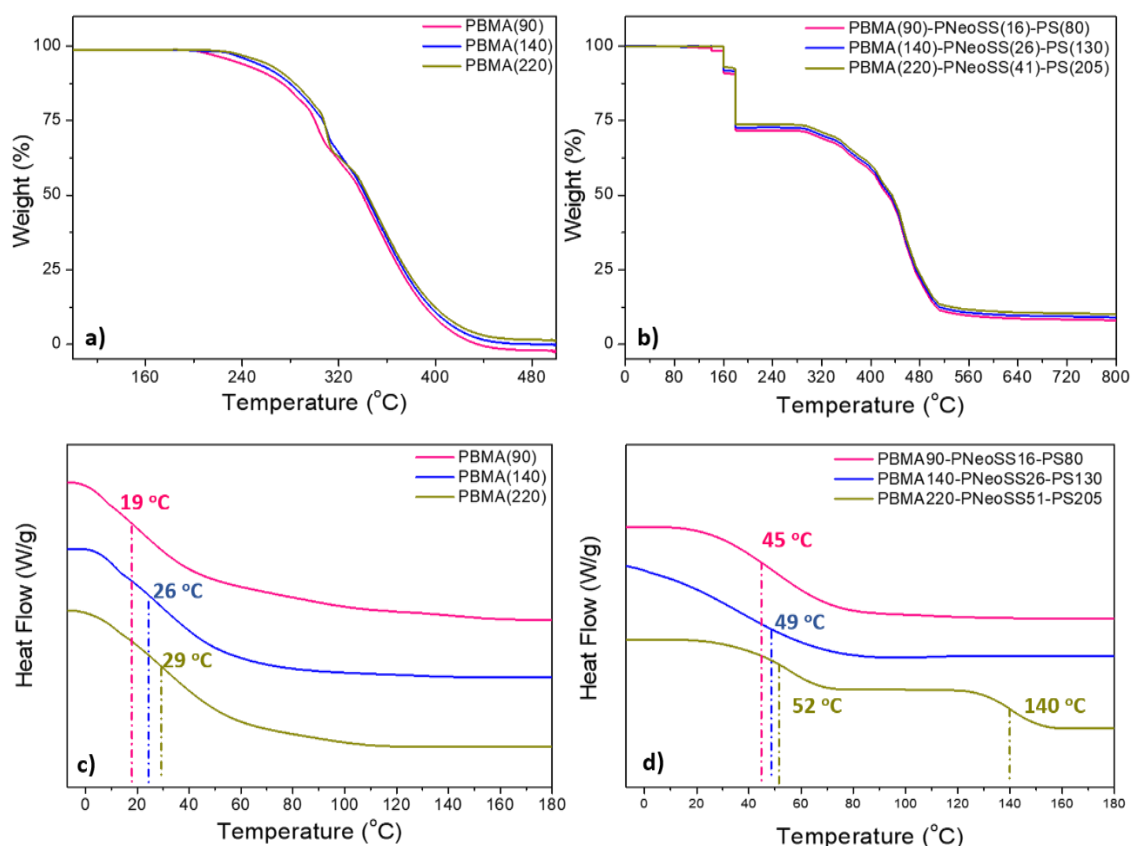 PBMA(90)
PBMA(140)
PBMA(220)
100
75
50
25
0
Weight (%)
a)
160
240
320
400
480
Temperature (°C)
PBMA(90)-PNeoSS(16)-PS(80)
PBMA(140)-PNeoSS(26)-PS(130)
PBMA(220)-PNeoSS(41)-PS(205)
100
75
50
25
0
Weight (%)
b)
0
80
160
240
320
400
480
560
640
720
800
Temperature (°C)
PBMA(90)
PBMA(140)
PBMA(220)
19 °C
26 °C
29 °C
Heat Flow (W/g)
c)
0
20
40
60
80
100
120
140
160
180
Temperature (°C)
PBMA90-PNeoSS16-PS80
PBMA140-PNeoSS26-PS130
PBMA220-PNeoSS51-PS205
45 °C
49 °C
52 °C
140 °C
Heat Flow (W/g)
d)
0
20
40
60
80
100
120
140
160
180
Temperature (°C)